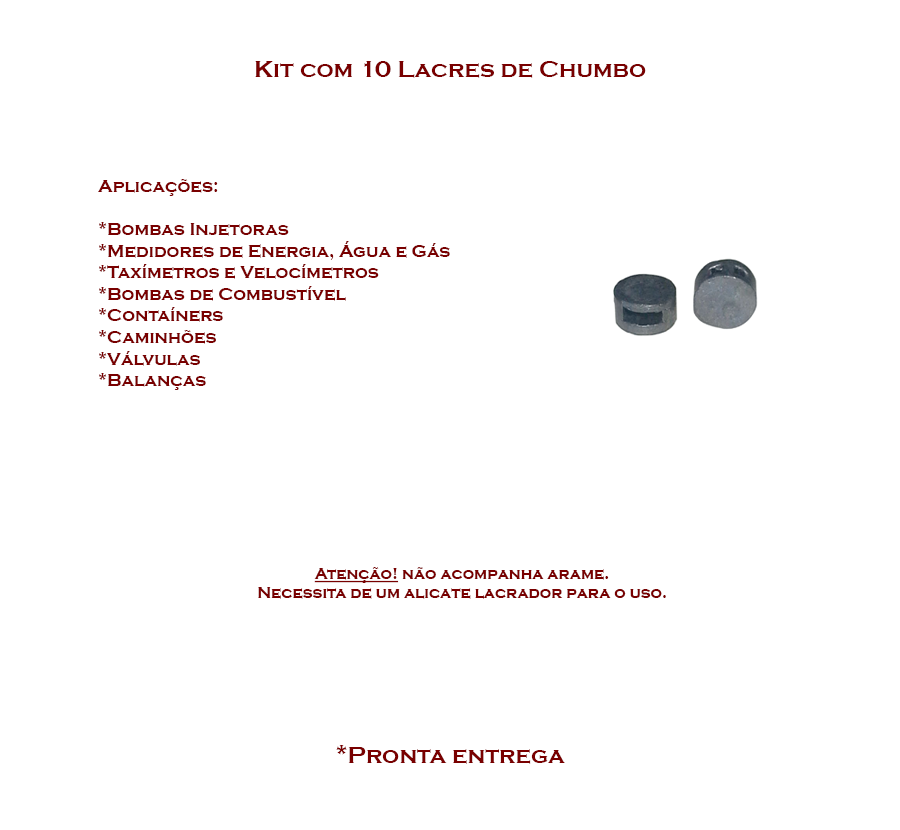 Kit com 10 Lacres de Chumbo
Aplicações:
*Bombas Injetoras
*Medidores de Energia, Água e Gás
*Taxímetros e Velocímetros
*Bombas de Combustível
*Contaíners
*Caminhões
*Válvulas
*Balanças
Atenção! não acompanha arame.
Necessita de um alicate lacrador para o uso.
*Pronta entrega